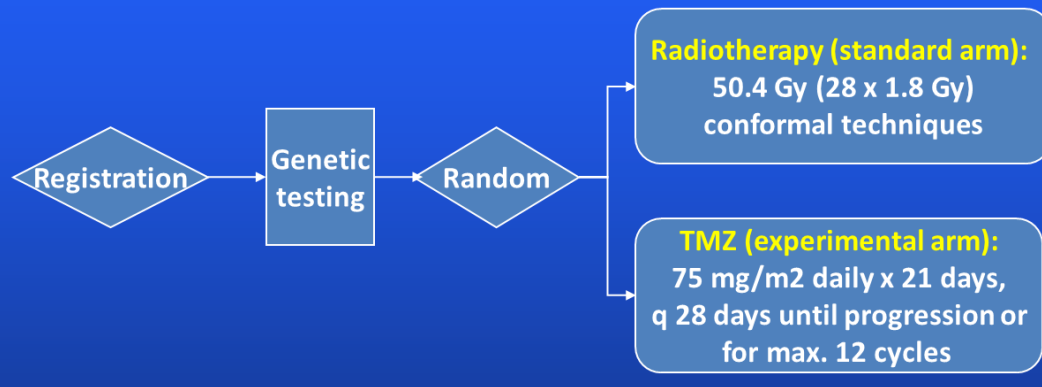 Registration
Genetic
testing
Random
Radiotherapy (standard arm):
50.4 Gy (28 x 1.8 Gy)
conformal techniques
TMZ (experimental arm):
75 mg/m2 daily x 21 days,
q 28 days until progression or
for max. 12 cycles